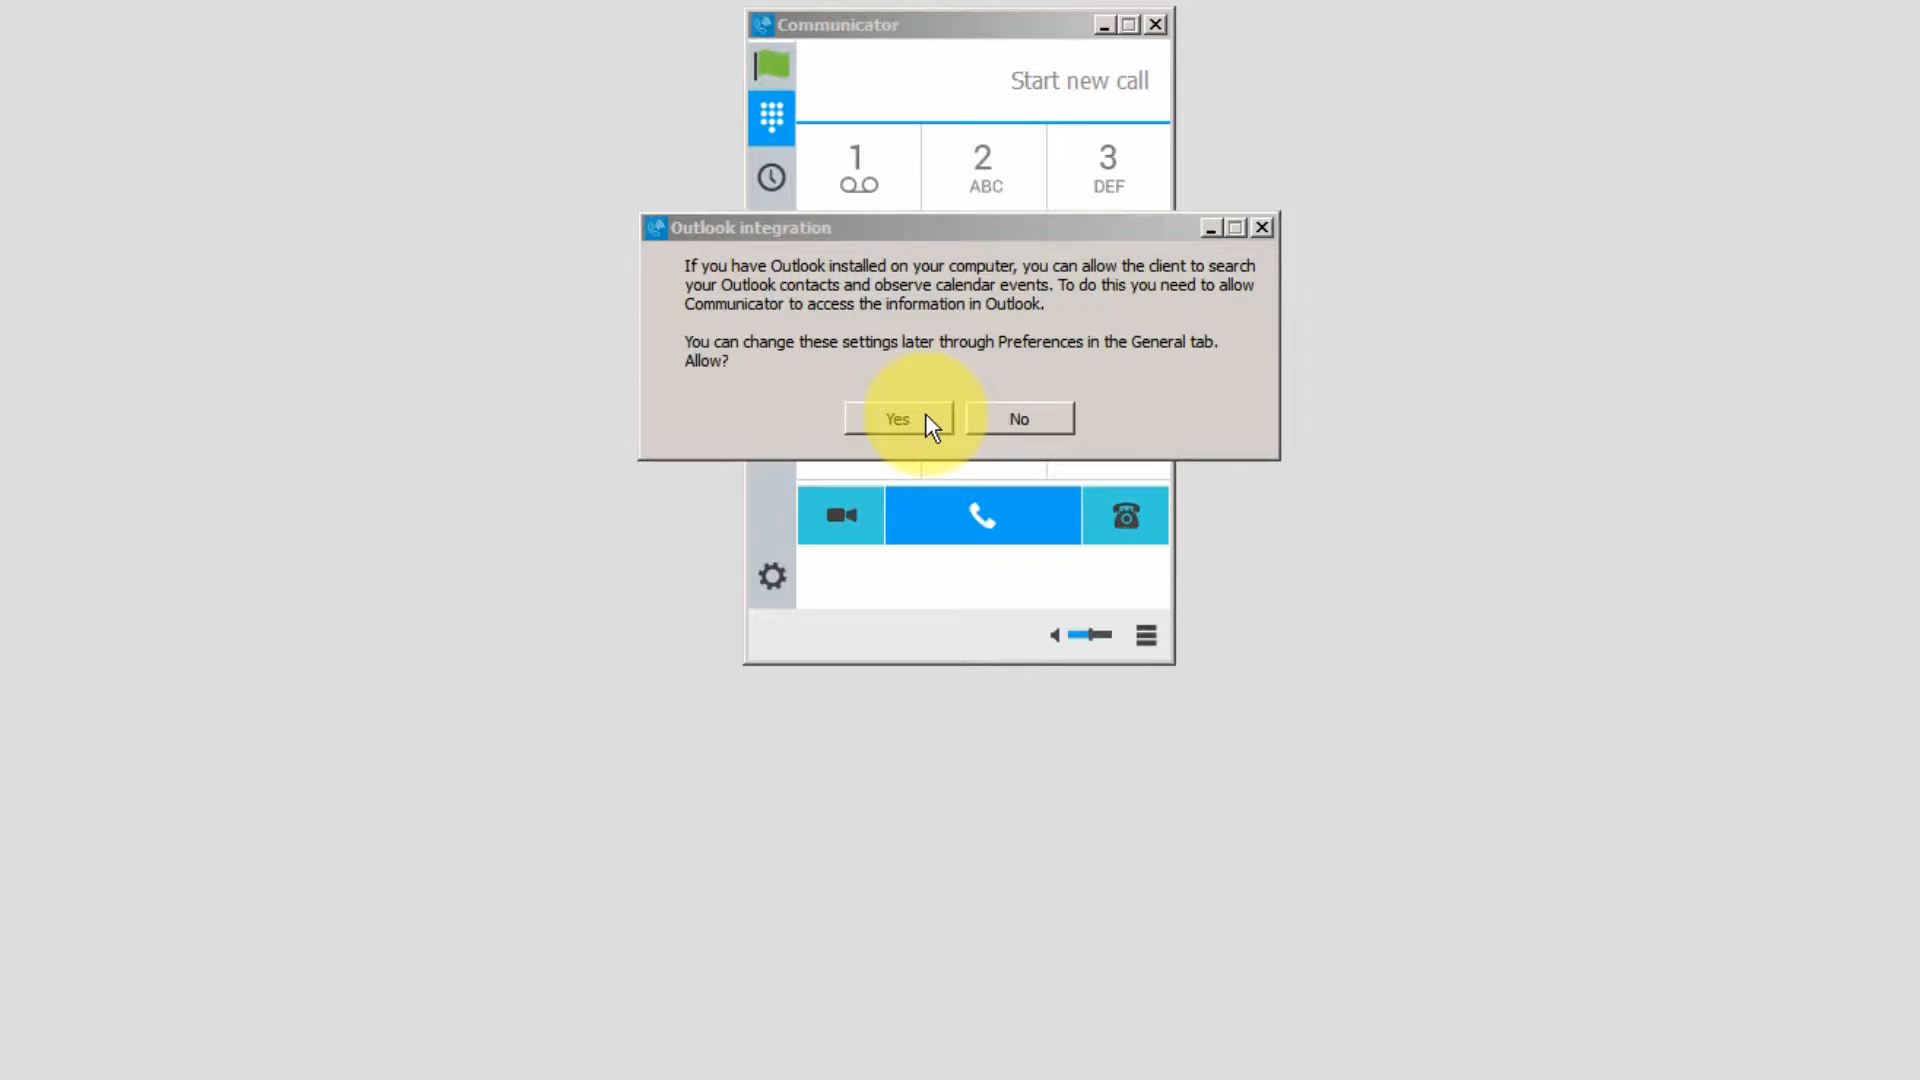 Communicator
Start new call
1
2
3
ABC
DEF
Outlook integration
If you have Outlook installed on your computer, you can allow the client to search
your Outlook contacts and observe calendar events. To do this you need to allow
Communicator to access the information in Outlook.
You can change these settings later through Preferences in the General tab.
Allow?
Yes
No